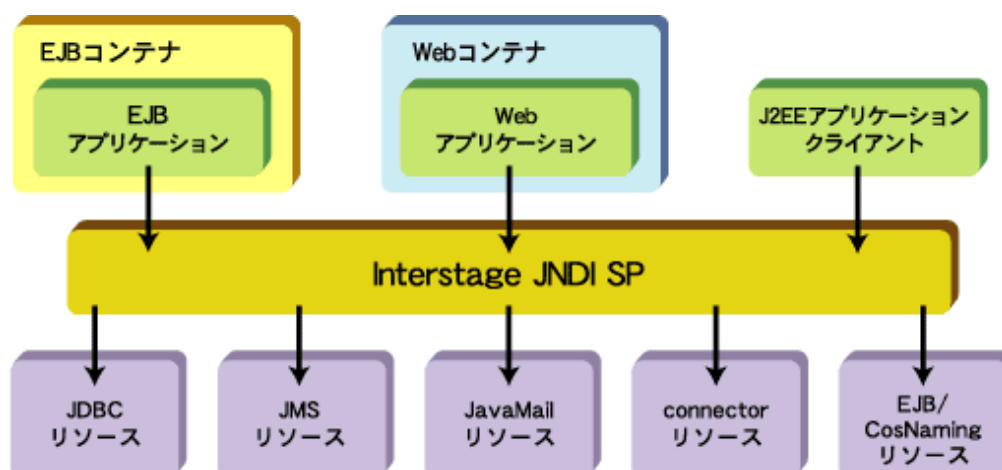 EJBコンテナ
EJB
アプリケーション
Webコンテナ
Web
アプリケーション
J2EEアプリケーション
クライアント
Interstage JNDI SP
JDBC
リソース
JMS
リソース
JavaMail
リソース
connector
リソース
EJB/
CosNaming
リソース